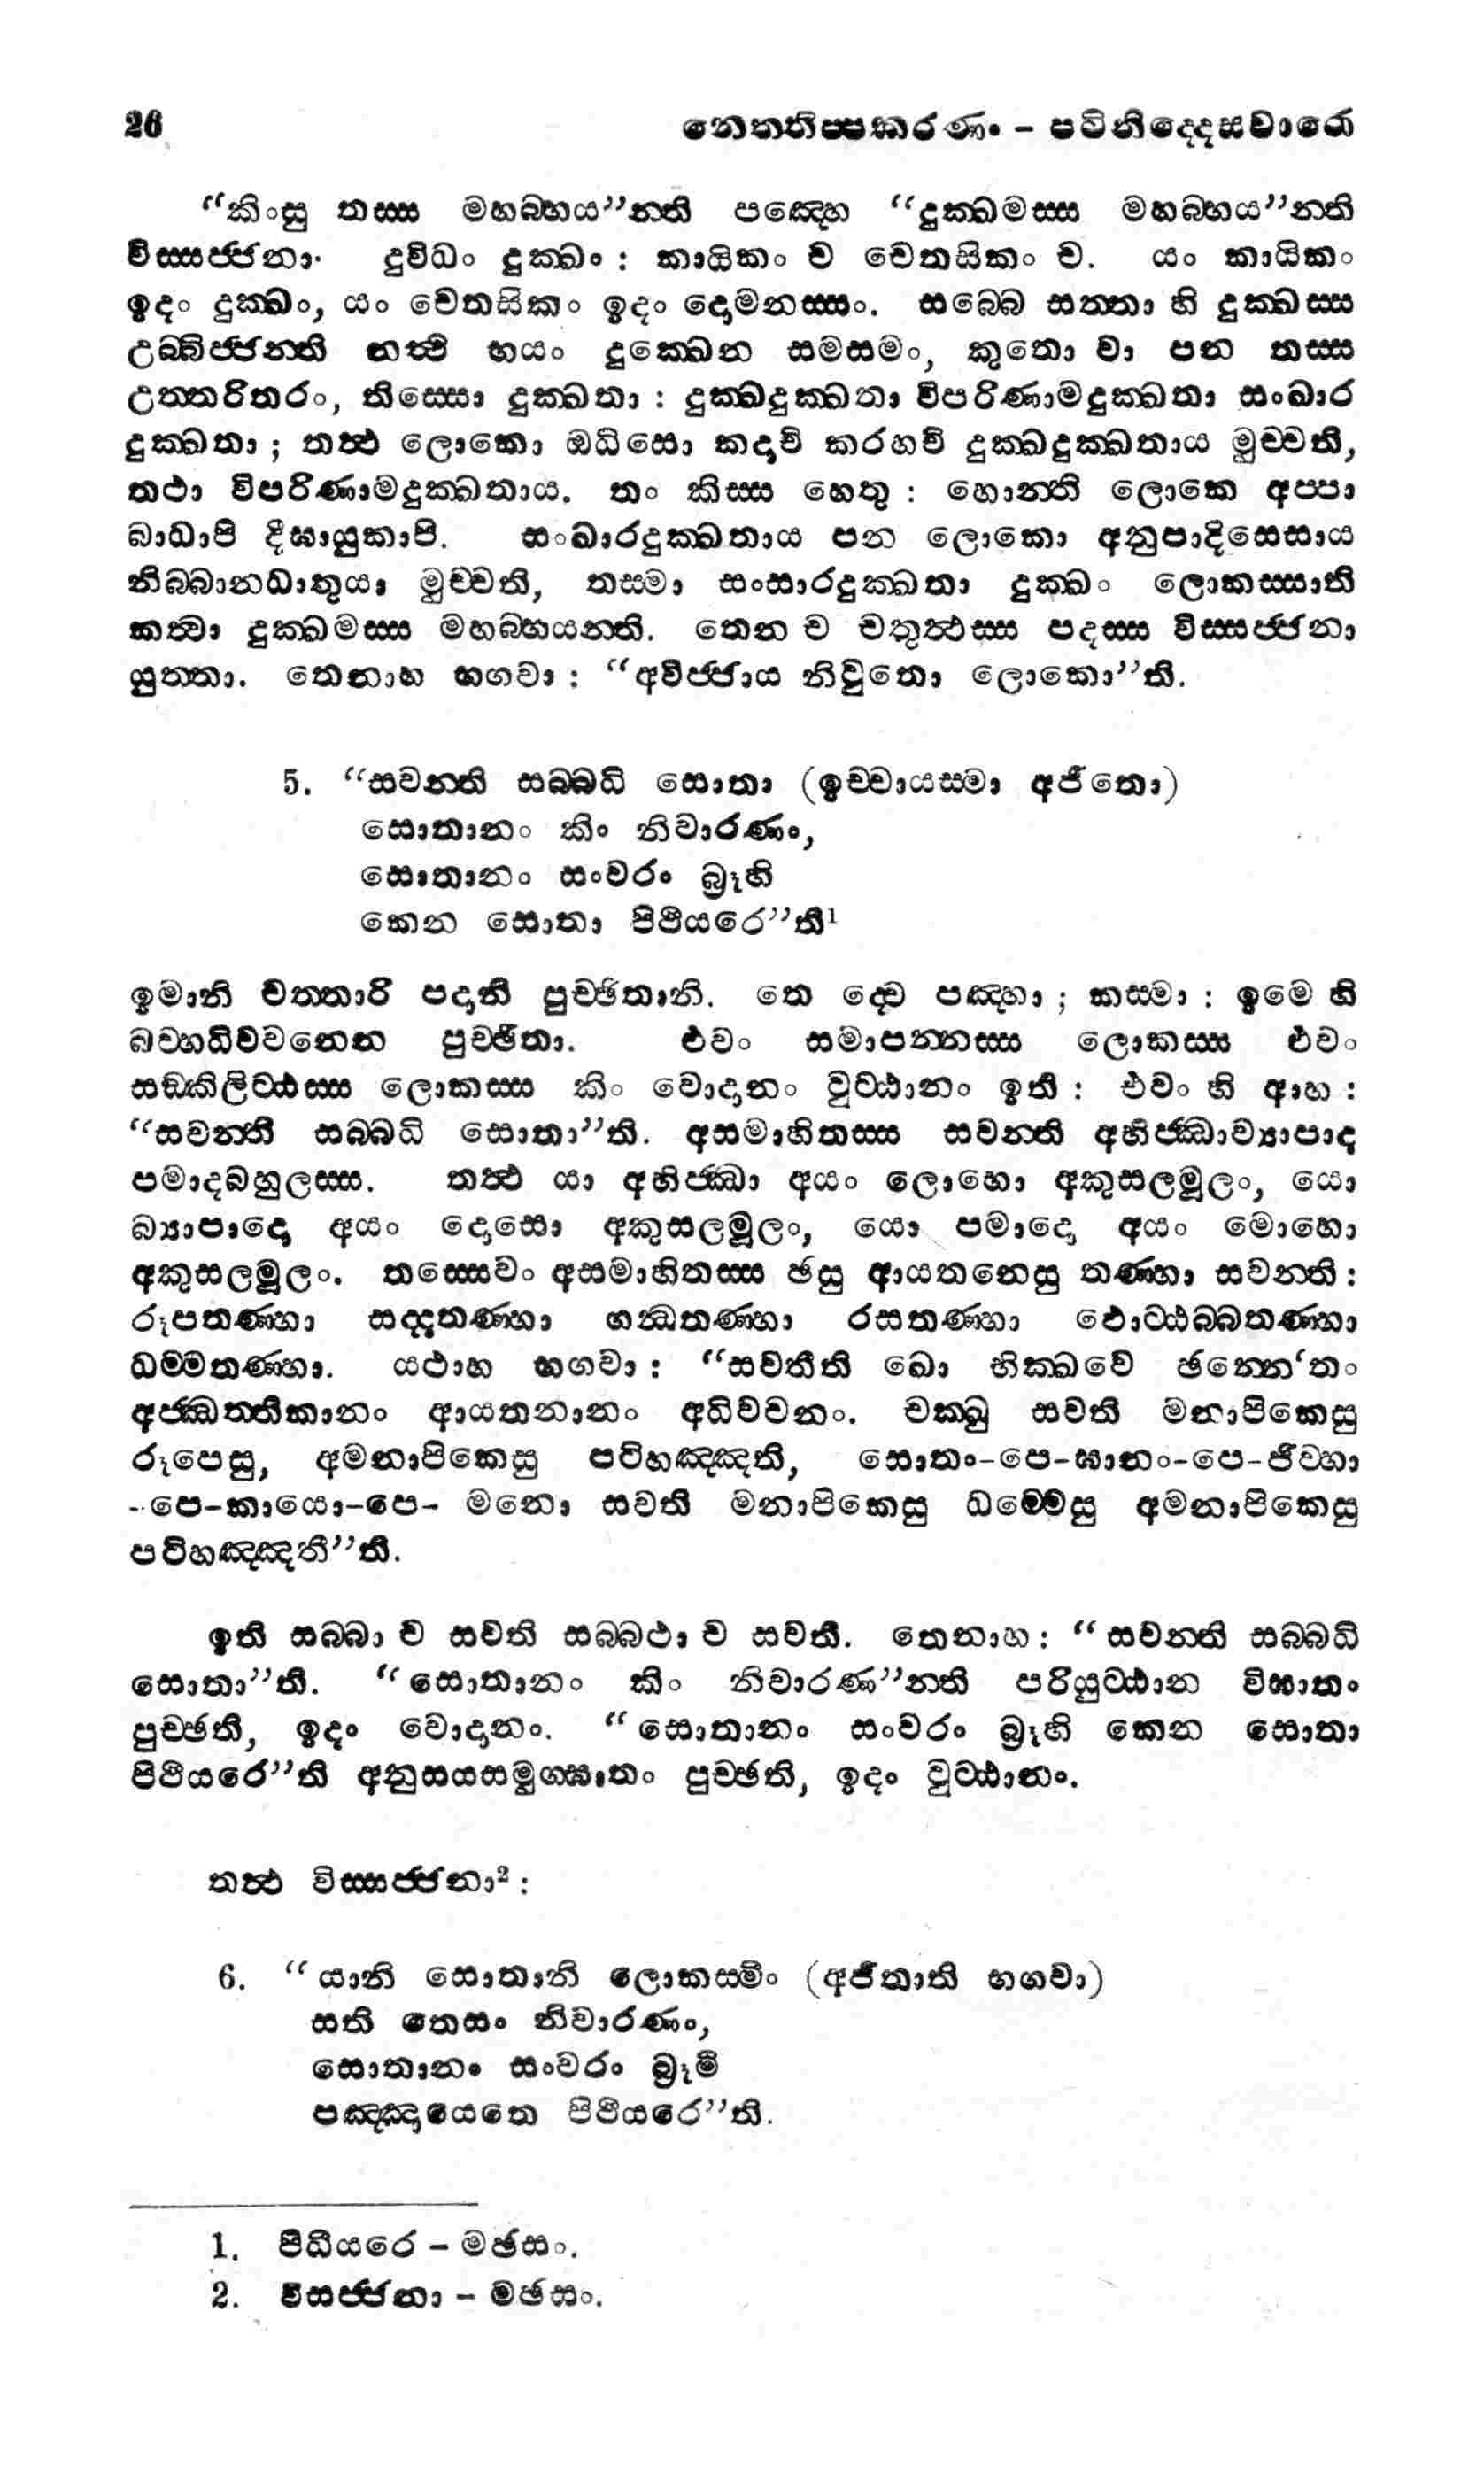 26 නෙත්තිප්පකරණං – පටිනිද්දෙසවාරො
“කිංසු තස්ස මහබ්භය”න්ති පඤ්හෙ “දුක්ඛමස්ස මහබ්භය”න්ති
විස්සජ්ජනා· දුවිධං දුක්ඛං : කායිකං ච චෙතසිකං ච. යං කායිකං
ඉදං දුක්ඛං, යං චෙතසිකං ඉදං දොමනස්සං. සබ්බෙ සත්තා හි දුක්ඛස්ස
උබ්බිජ්ජන්ති නත්ථි භයං දුක්ඛෙන සමසමං, කුතො වා පන තස්ස
උත්තරිතරං, තිස්සො දුක්ඛතා : දුක්ඛදුක්ඛතා විපරිණාමදුක්ඛතා සංඛාර
දුක්ඛතා ; තත්ථ ලොකො ඔධිසො කදාචි කරහචි දුක්ඛදුක්ඛතාය මුච්චති,
තථා විපරිණාමදුක්ඛතාය. තං කිස්ස හෙතු : හොන්ති ලොකෙ අප්පා
බාධාපි දීඝායුකාපි. සංඛාරදුක්ඛතාය පන ලොකො අනුපාදිසෙසාය
නිබ්බානධාතුයා මුච්චති, තස්මා සංසාරදුක්ඛතා දුක්ඛං ලොකස්සාති
කත්වා දුක්ඛමස්ස මහබ්භයන්ති. තෙන ච චතුත්ථස්ස පදස්ස විස්සජ්ජනා
යුත්තා. තෙනාහ භගවා : “අවිජ්ජාය නිවුතො ලොකො”ති.
5. “සවන්ති සබ්බධි සොතා (ඉච්චායස්මා අජිතො)
සොතානං කිං නිවාරණං,
සොතානං සංවරං බ්‍රූහි
කෙන සොතා පිථීයරෙ”ති¹
ඉමානි චත්තාරි පදානි පුච්ඡිතානි. තෙ ද්වෙ පඤ්හා ; කස්මා : ඉමෙ හි
බව්හධිවචනෙන පුච්ඡිතා. එවං සමාපන්නස්ස ලොකස්ස එවං
සඞ්කිලිට්ඨස්ස ලොකස්ස කිං වොදානං වුට්ඨානං ඉති : එවං හි ආහ :
“සවන්ති සබ්බධි සොතා”ති. අසමාහිතස්ස සවන්ති අභිජ්ඣාව්‍යාපාද
පමාදබහුලස්ස. තත්ථ යා අභිජ්ඣා අයං ලොභො අකුසලමූලං, යො
බ්‍යාපාදො අයං දොසො අකුසලමූලං, යො පමාදො අයං මොහො
අකුසලමූලං. තස්සෙවං අසමාහිතස්ස ඡසු ආයතනෙසු තණ්හා සවන්ති :
රූපතණ්හා සද්දතණ්හා ගන්ධතණ්හා රසතණ්හා ඵොට්ඨබ්බතණ්හා
ධම්මතණ්හා. යථාහ භගවා : “සවතීති ඛො භික්ඛවෙ ඡන්නෙ‘තං
අජ්ඣත්තිකානං ආයතනානං අධිවචනං. චක්ඛු සවති මනාපිකෙසු
රූපෙසු, අමනාපිකෙසු පටිහඤ්ඤති, සොතං-පෙ-ඝානං-පෙ-ජිව්හා
-පෙ-කායො-පෙ- මනො සවති මනාපිකෙසු ධම්මෙසු අමනාපිකෙසු
පටිහඤ්ඤතී”ති.
ඉති සබ්බා ච සවති සබ්බථා ච සවති. තෙනාහ : “සවන්ති සබ්බධි
සොතා”ති. “සොතානං කිං නිවාරණ”න්ති පරියුට්ඨාන විඝාතං
පුච්ඡති, ඉදං වොදානං. “සොතානං සංවරං බ්‍රූහි කෙන සොතා
පිථීයරෙ”ති අනුසයසමුග්ඝාතං පුච්ඡති, ඉදං වුට්ඨානං.
තත්ථ විස්සජ්ජනා² :
6. “යානි සොතානි ලොකස්මිං (අජිතාති භගවා)
සති තෙසං නිවාරණං,
සොතානං සංවරං බ්‍රූමි
පඤ්ඤායෙතෙ පිථීයරෙ”ති.
1. පිධීයරෙ – මඡසං.
2. විසජ්ජනා – මඡසං.